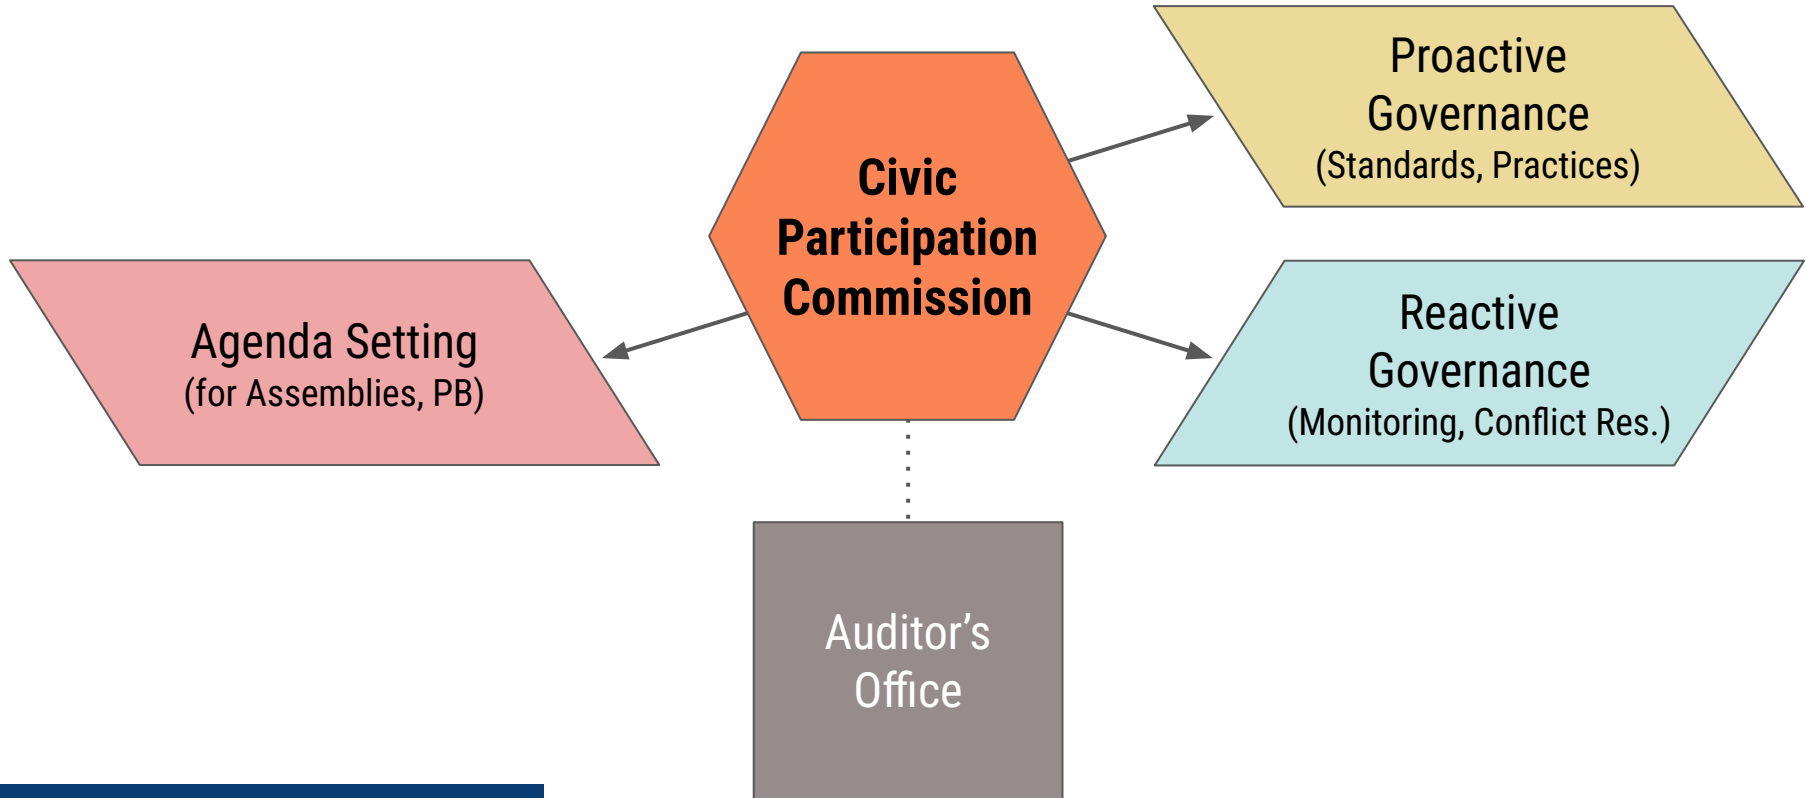 Proactive
Governance
(Standards, Practices)
Civic
Participation
Commission
Agenda Setting
(for Assemblies, PB)
Reactive
Governance
(Monitoring, Conflict Res.)
Auditor’s
Office